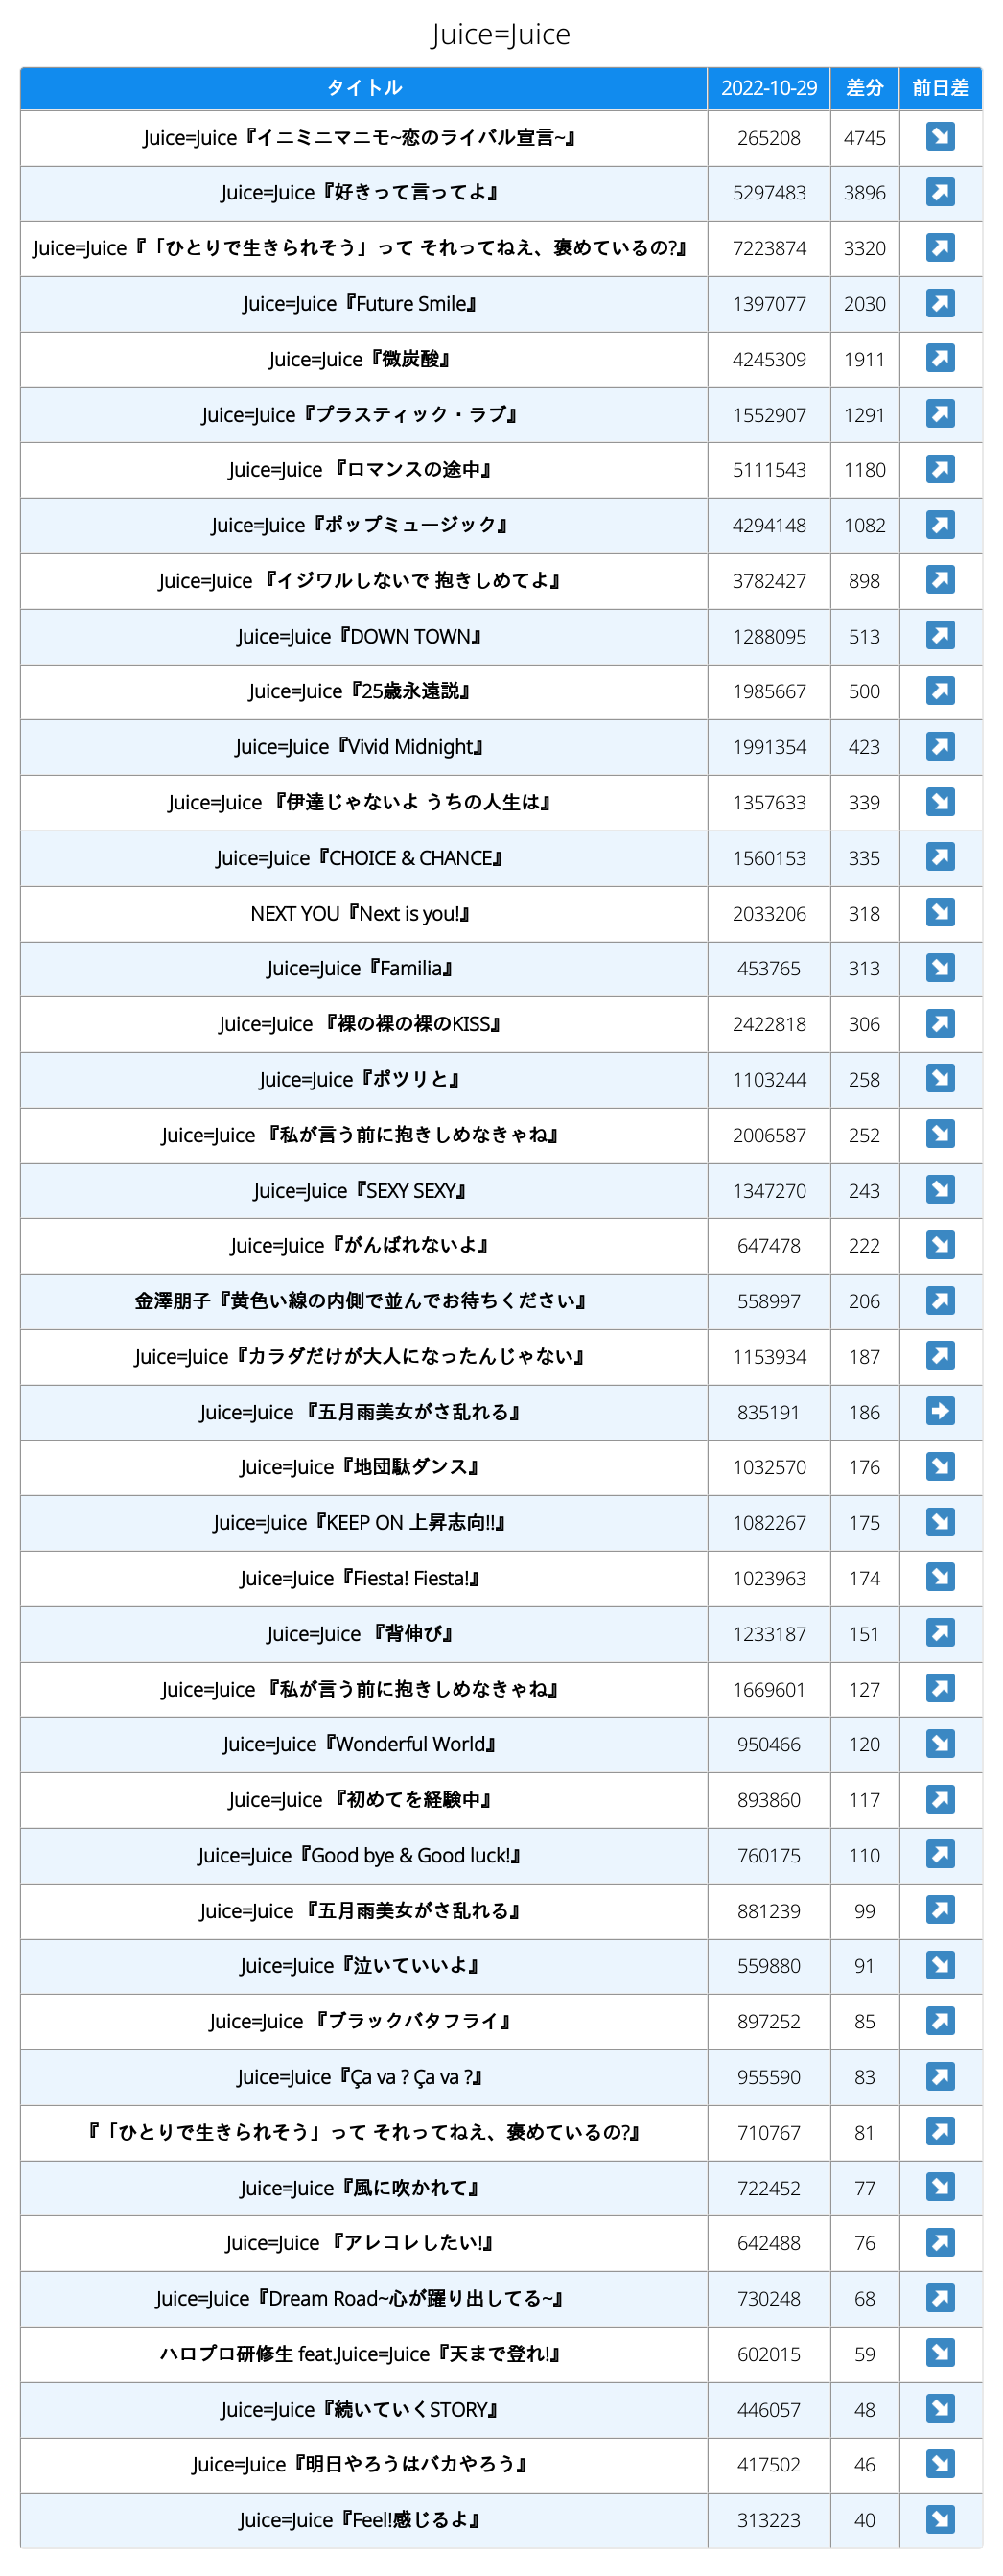 Juice=Juice
タイトル 2022-10-29 差分 前日差
Juice=Juice『イニミニマニモ~恋のライバル宣言~』 265208 4745 ↘
Juice=Juice『好きって言ってよ』 5297483 3896 ↗
Juice=Juice『「ひとりで生きられそう」って それってねえ、褒めているの?』 7223874 3320 ↗
Juice=Juice『Future Smile』 1397077 2030 ↗
Juice=Juice『微炭酸』 4245309 1911 ↗
Juice=Juice『プラスティック・ラブ』 1552907 1291 ↗
Juice=Juice 『ロマンスの途中』 5111543 1180 ↗
Juice=Juice『ポップミュージック』 4294148 1082 ↗
Juice=Juice 『イジワルしないで 抱きしめてよ』 3782427 898 ↗
Juice=Juice『DOWN TOWN』 1288095 513 ↗
Juice=Juice『25歳永遠説』 1985667 500 ↗
Juice=Juice『Vivid Midnight』 1991354 423 ↗
Juice=Juice 『伊達じゃないよ うちの人生は』 1357633 339 ↘
Juice=Juice『CHOICE & CHANCE』 1560153 335 ↗
NEXT YOU『Next is you!』 2033206 318 ↘
Juice=Juice『Familia』 453765 313 ↘
Juice=Juice 『裸の裸の裸のKISS』 2422818 306 ↗
Juice=Juice『ポツリと』 1103244 258 ↘
Juice=Juice 『私が言う前に抱きしめなきゃね』 2006587 252 ↘
Juice=Juice『SEXY SEXY』 1347270 243 ↘
Juice=Juice『がんばれないよ』 647478 222 ↘
金澤朋子『黄色い線の内側で並んでお待ちください』 558997 206 ↗
Juice=Juice『カラダだけが大人になったんじゃない』 1153934 187 ↗
Juice=Juice 『五月雨美女がさ乱れる』 835191 186 ➡
Juice=Juice『地団駄ダンス』 1032570 176 ↘
Juice=Juice『KEEP ON 上昇志向!!』 1082267 175 ↘
Juice=Juice『Fiesta! Fiesta!』 1023963 174 ↘
Juice=Juice 『背伸び』 1233187 151 ↗
Juice=Juice 『私が言う前に抱きしめなきゃね』 1669601 127 ↗
Juice=Juice『Wonderful World』 950466 120 ↘
Juice=Juice 『初めてを経験中』 893860 117 ↗
Juice=Juice『Good bye & Good luck!』 760175 110 ↗
Juice=Juice 『五月雨美女がさ乱れる』 881239 99 ↗
Juice=Juice『泣いていいよ』 559880 91 ↘
Juice=Juice 『ブラックバタフライ』 897252 85 ↗
Juice=Juice『Ça va ? Ça va ?』 955590 83 ↗
『「ひとりで生きられそう」って それってねえ、褒めているの?』 710767 81 ↗
Juice=Juice『風に吹かれて』 722452 77 ↘
Juice=Juice 『アレコレしたい!』 642488 76 ↗
Juice=Juice『Dream Road~心が躍り出してる~』 730248 68 ↗
ハロプロ研修生 feat.Juice=Juice『天まで登れ!』 602015 59 ↘
Juice=Juice『続いていくSTORY』 446057 48 ↘
Juice=Juice『明日やろうはバカやろう』 417502 46 ↘
Juice=Juice『Feel!感じるよ』 313223 40 ↘